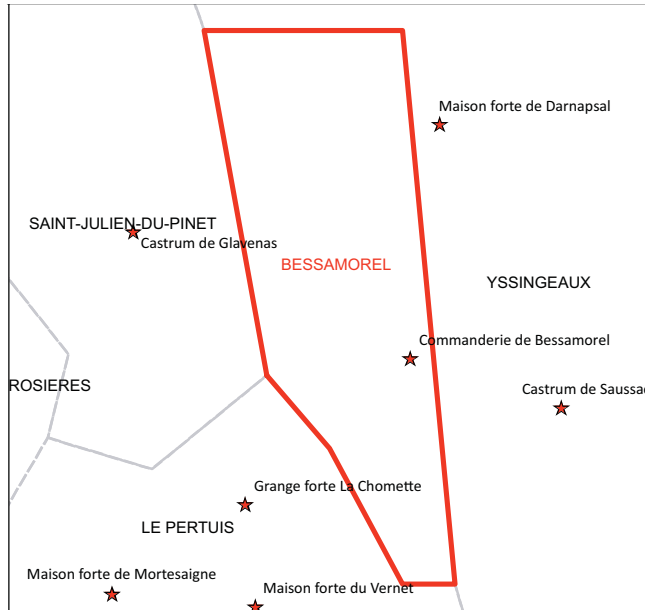 Maison forte de Darnapsal
SAINT-JULIEN-DU-PINET
Castrum de Glavenas
BESSAMOREL
YSSINGEAUX
Commanderie de Bessamorel
ROSIERES
Castrum de Saussac
Grange forte La Chomette
LE PERTUIS
Maison forte de Mortesaigne
Maison forte du Vernet